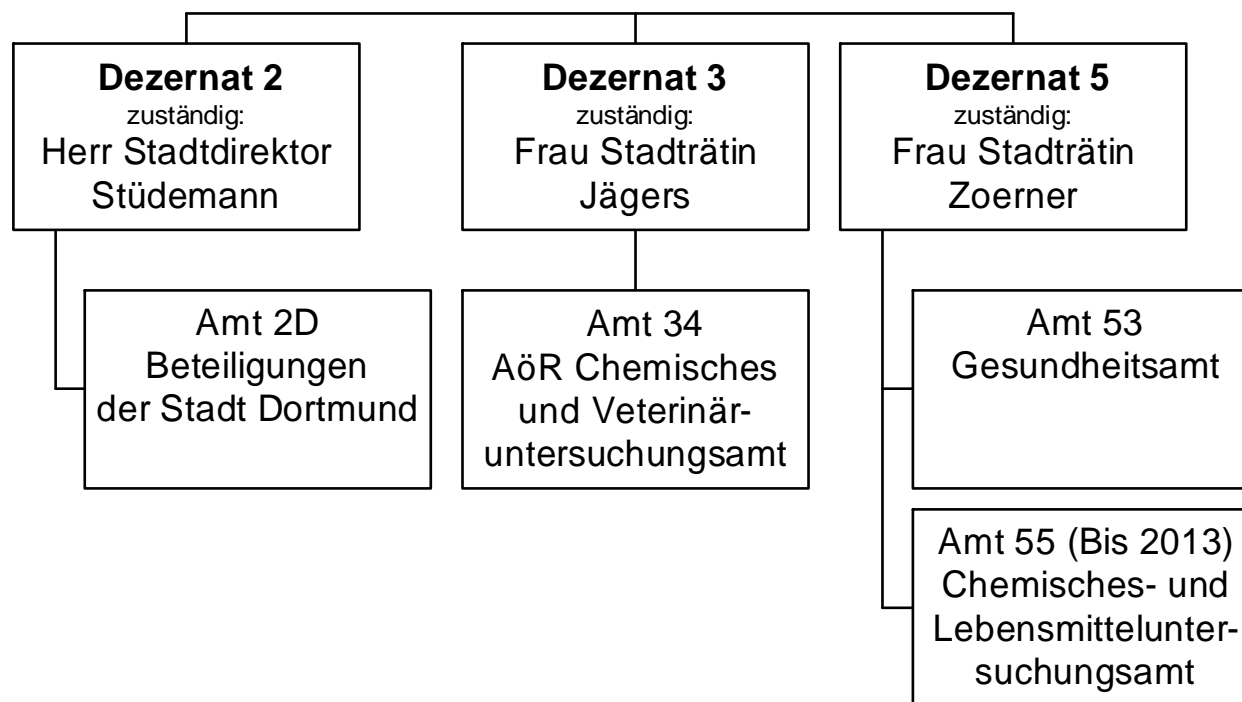 Dezernat 2
zuständig:
Herr Stadtdirektor
Stüdemann
Dezernat 3
zuständig:
Frau Stadträtin
Jägers
Dezernat 5
zuständig:
Frau Stadträtin
Zoerner
Amt 2D
Beteiligungen
der Stadt Dortmund
Amt 34
AöR Chemisches
und Veterinär-
untersuchungsamt
Amt 53
Gesundheitsamt
Amt 55 (Bis 2013)
Chemisches- und
Lebensmittelunter-
suchungsamt